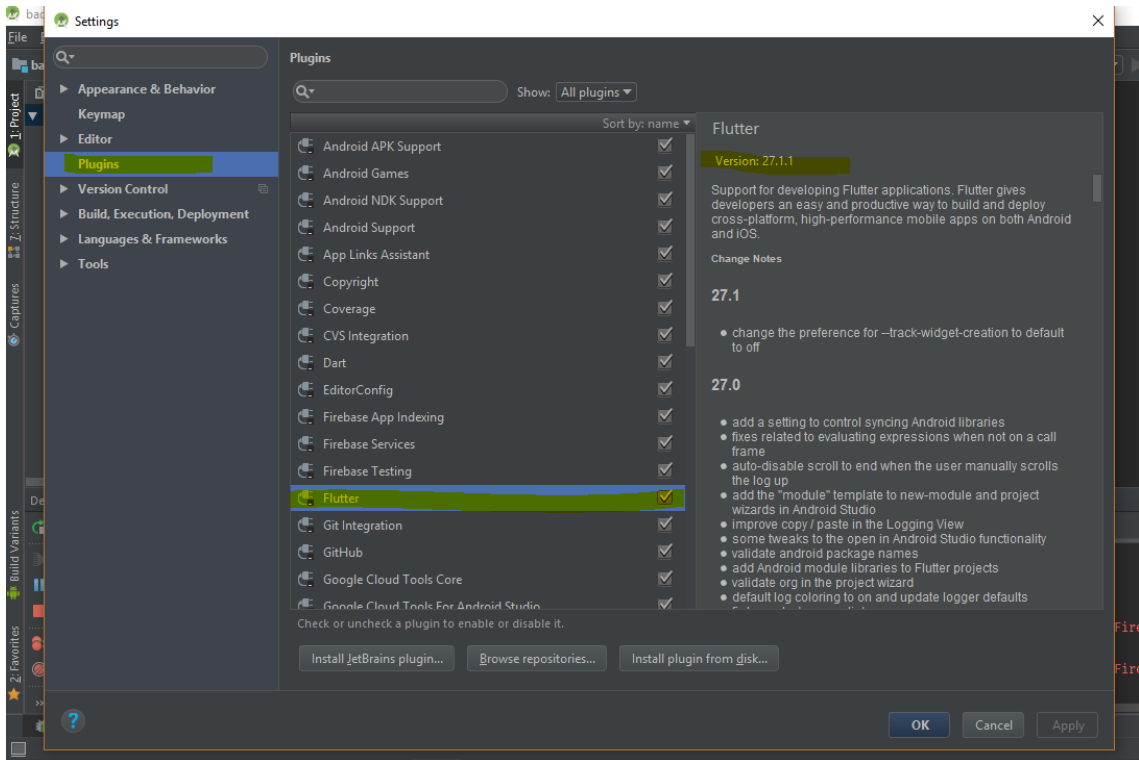 bac
Settings
File
ba
1: Project
Z: Structure
Captures
Build Variants
2: Favorites
De
Appearance & Behavior
Keymap
Editor
Plugins
Version Control
Build, Execution, Deployment
Languages & Frameworks
Tools
Plugins
Show: All plugins
Sort by: name
Android APK Support
Android Games
Android NDK Support
Android Support
App Links Assistant
Copyright
Coverage
CVS Integration
Dart
EditorConfig
Firebase App Indexing
Firebase Services
Firebase Testing
Flutter
Git Integration
GitHub
Google Cloud Tools Core
Google Cloud Tools For Android Studio
Check or uncheck a plugin to enable or disable it.
Install JetBrains plugin...
Browse repositories...
Install plugin from disk...
Flutter
Version: 27.1.1
Support for developing Flutter applications. Flutter gives
developers an easy and productive way to build and deploy
cross-platform, high-performance mobile apps on both Android
and iOS.
Change Notes
27.1
change the preference for --track-widget-creation to default
to off
27.0
add a setting to control syncing Android libraries
fixes related to evaluating expressions when not on a call
frame
auto-disable scroll to end when the user manually scrolls
the log up
add the "module" template to new-module and project
wizards in Android Studio
improve copy / paste in the Logging View
some tweaks to the open in Android Studio functionality
validate android package names
add Android module libraries to Flutter projects
validate org in the project wizard
default log coloring to on and update logger defaults
Fire
Fire
?
OK
Cancel
Apply